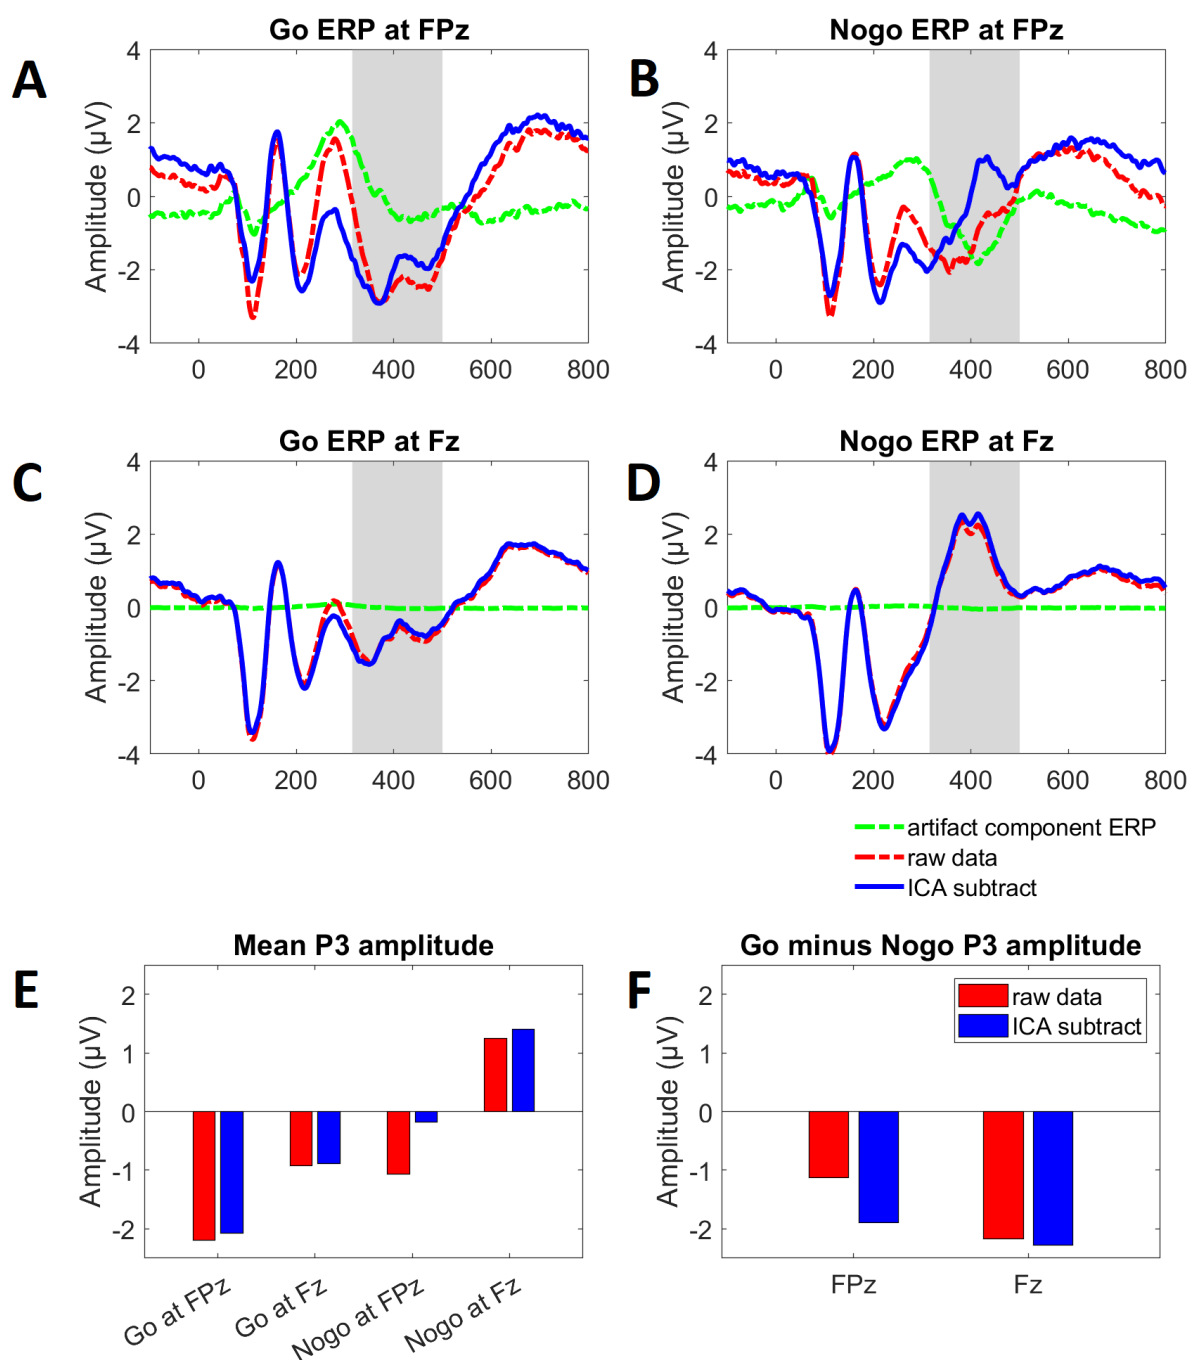 A
Go ERP at FPz
Amplitude (µV)
4
2
0
-2
-4
0 200 400 600 800
B
Nogo ERP at FPz
Amplitude (µV)
4
2
0
-2
-4
0 200 400 600 800
C
Go ERP at Fz
Amplitude (µV)
4
2
0
-2
-4
0 200 400 600 800
D
Nogo ERP at Fz
Amplitude (µV)
4
2
0
-2
-4
0 200 400 600 800
artifact component ERP
raw data
ICA subtract
E
Mean P3 amplitude
Amplitude (µV)
2
1
0
-1
-2
Go at FPz
Go at Fz
Nogo at FPz
Nogo at Fz
F
Go minus Nogo P3 amplitude
Amplitude (µV)
2
1
0
-1
-2
raw data
ICA subtract
FPz Fz